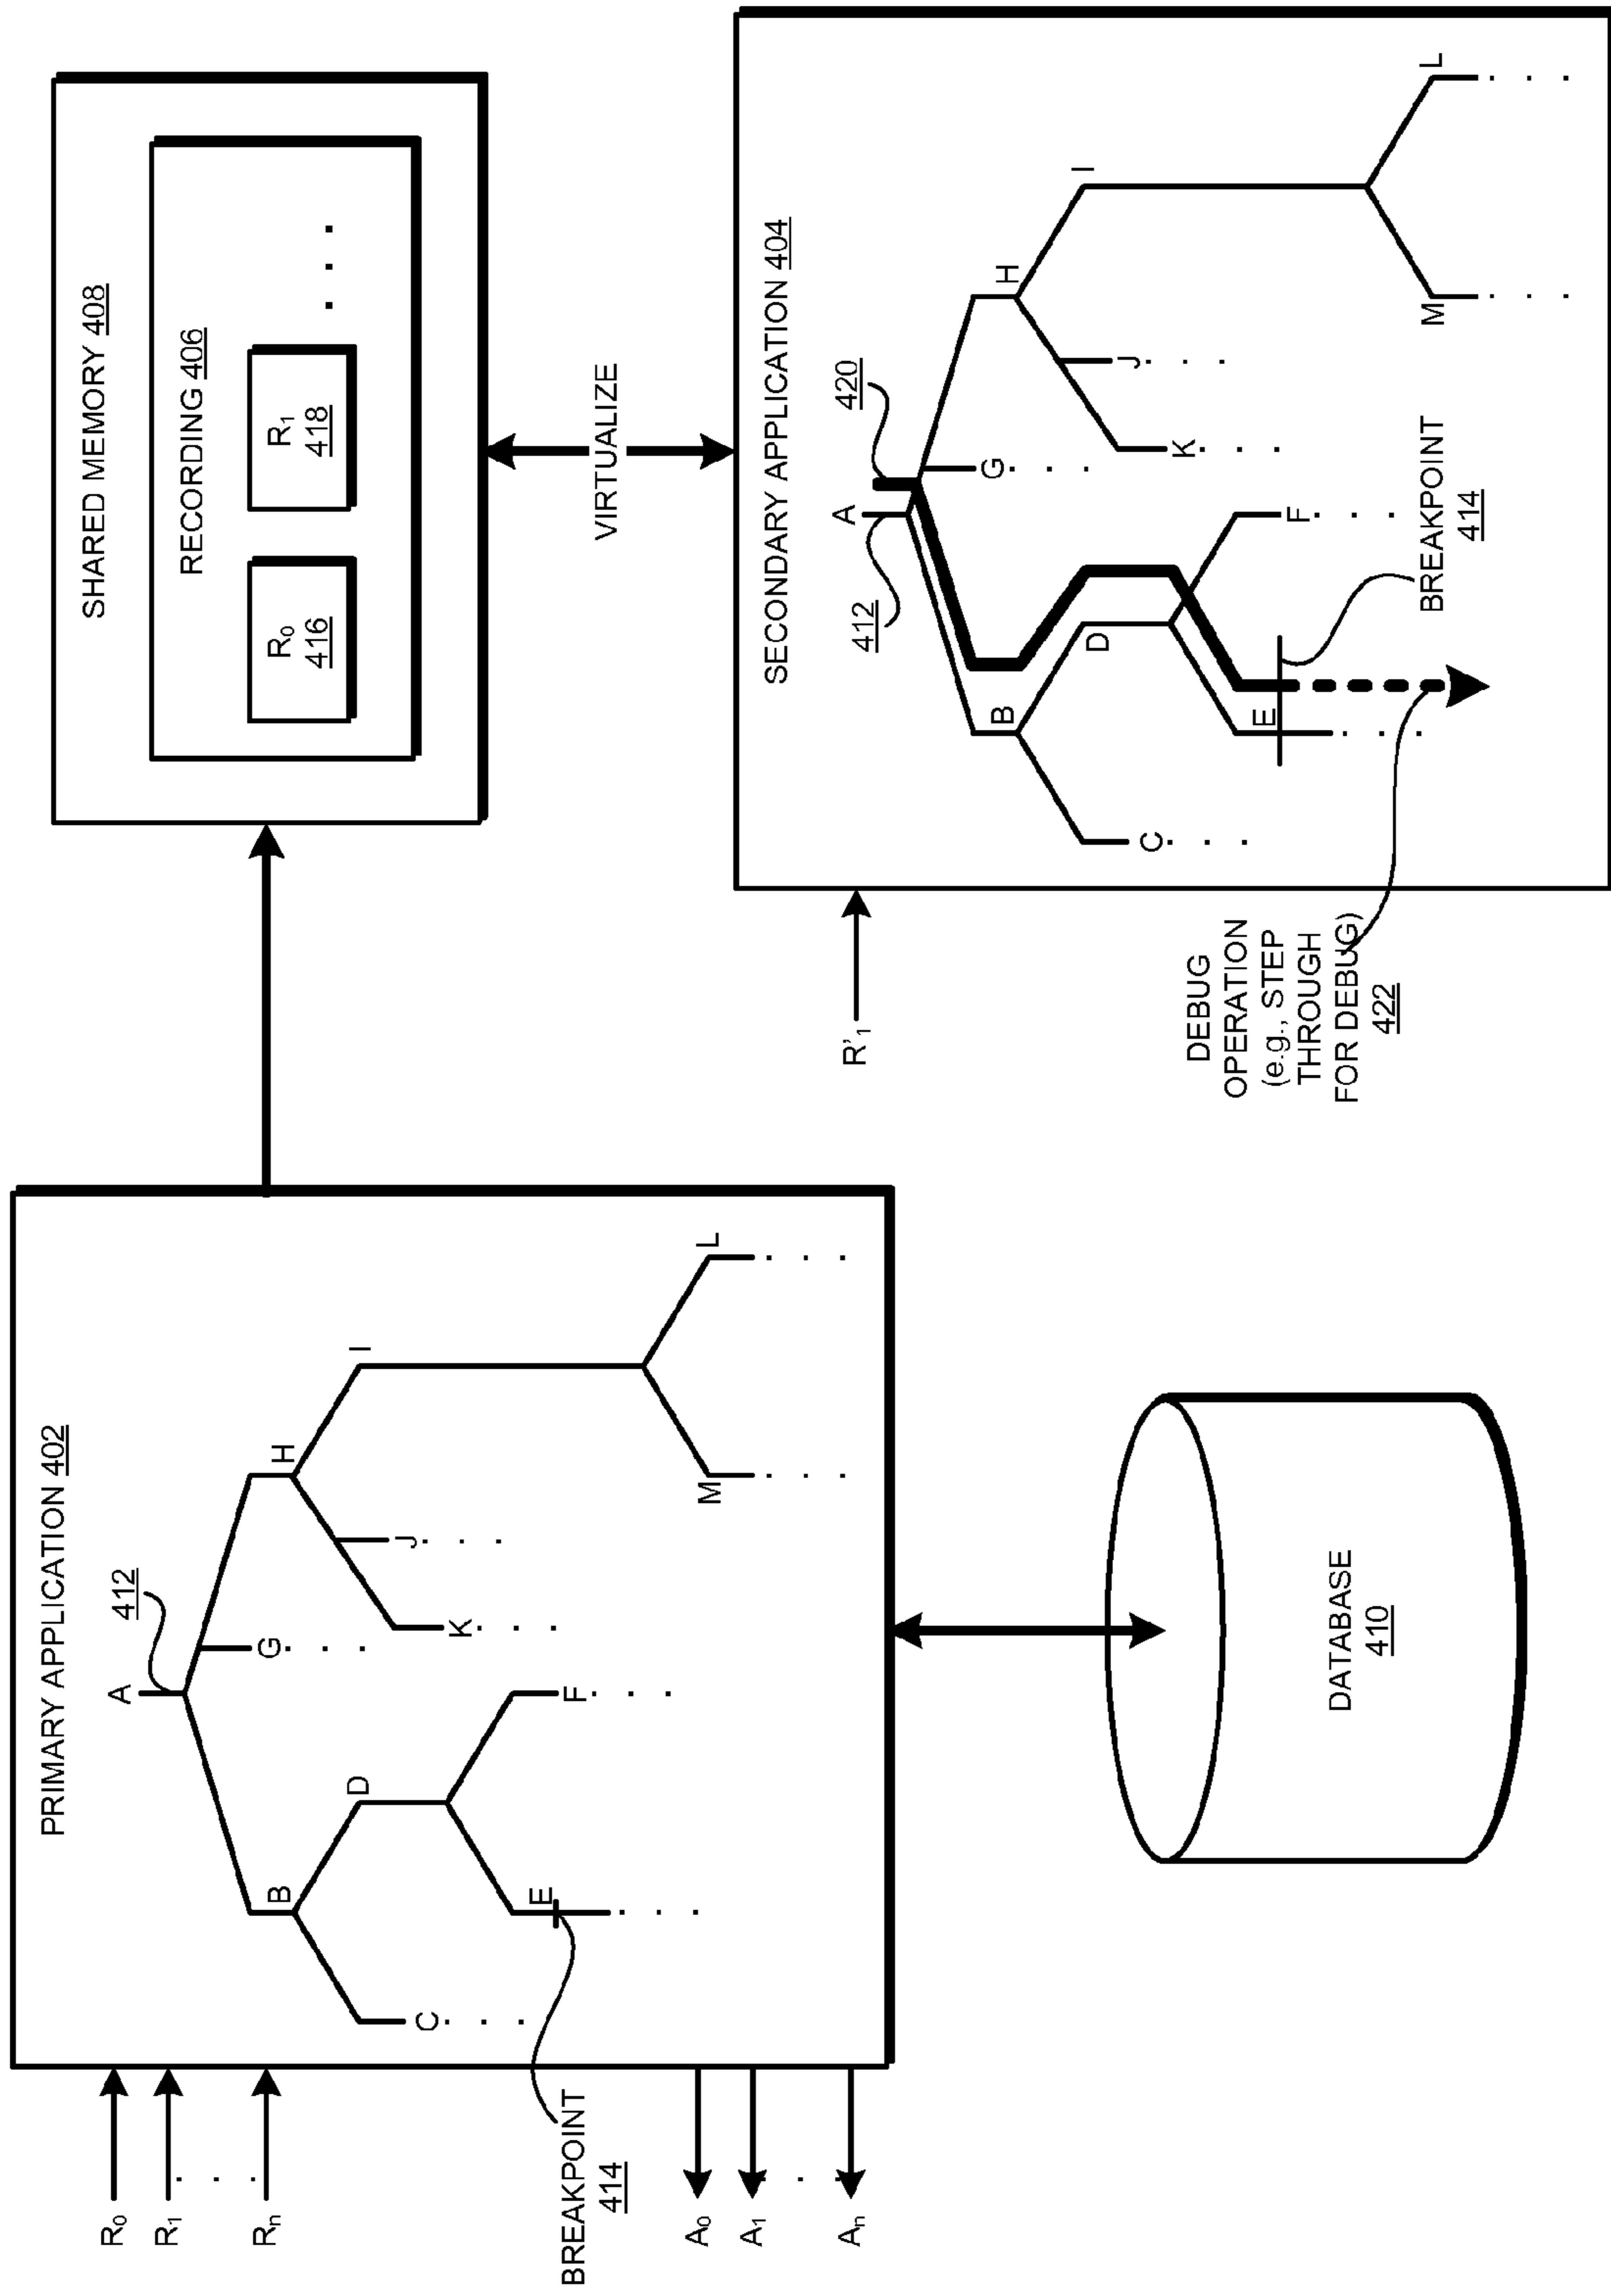 R₀
R₁
. . .
Rₙ
BREAKPOINT
414
A₀
A₁
. . .
Aₙ
PRIMARY APPLICATION 402
A
412
B
C. . .
D
E
. . .
F. . .
G. . .
H
I
J. . .
K. . .
L
. . .
M
. . .
DATABASE
410
SHARED MEMORY 408
RECORDING 406
R₀
416
R₁
418
. . .
VIRTUALIZE
R'₁
SECONDARY APPLICATION 404
412
A
420
B
C. . .
D
E
. . .
F. . .
G. . .
H
I
J. . .
K. . .
L
. . .
M
. . .
BREAKPOINT
414
DEBUG
OPERATION
(e.g., STEP
THROUGH
FOR DEBUG)
422